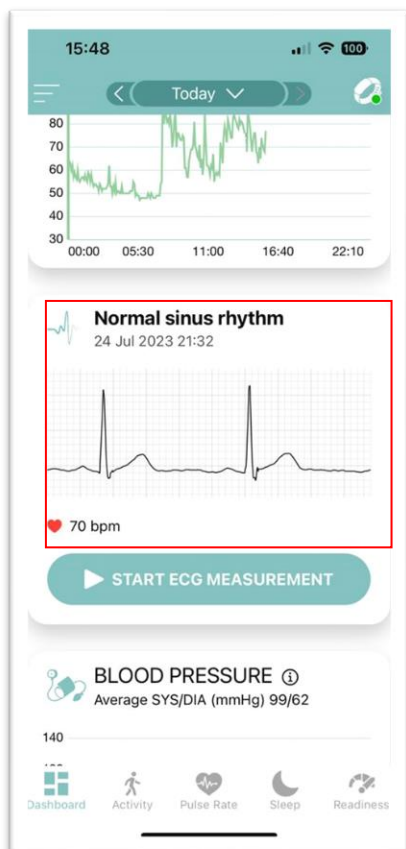 15:48
100
Today
80
70
60
50
40
30
00:00 05:30 11:00 16:40 22:10
Normal sinus rhythm
24 Jul 2023 21:32
70 bpm
START ECG MEASUREMENT
BLOOD PRESSURE
Average SYS/DIA (mmHg) 99/62
140
Dashboard Activity Pulse Rate Sleep Readiness